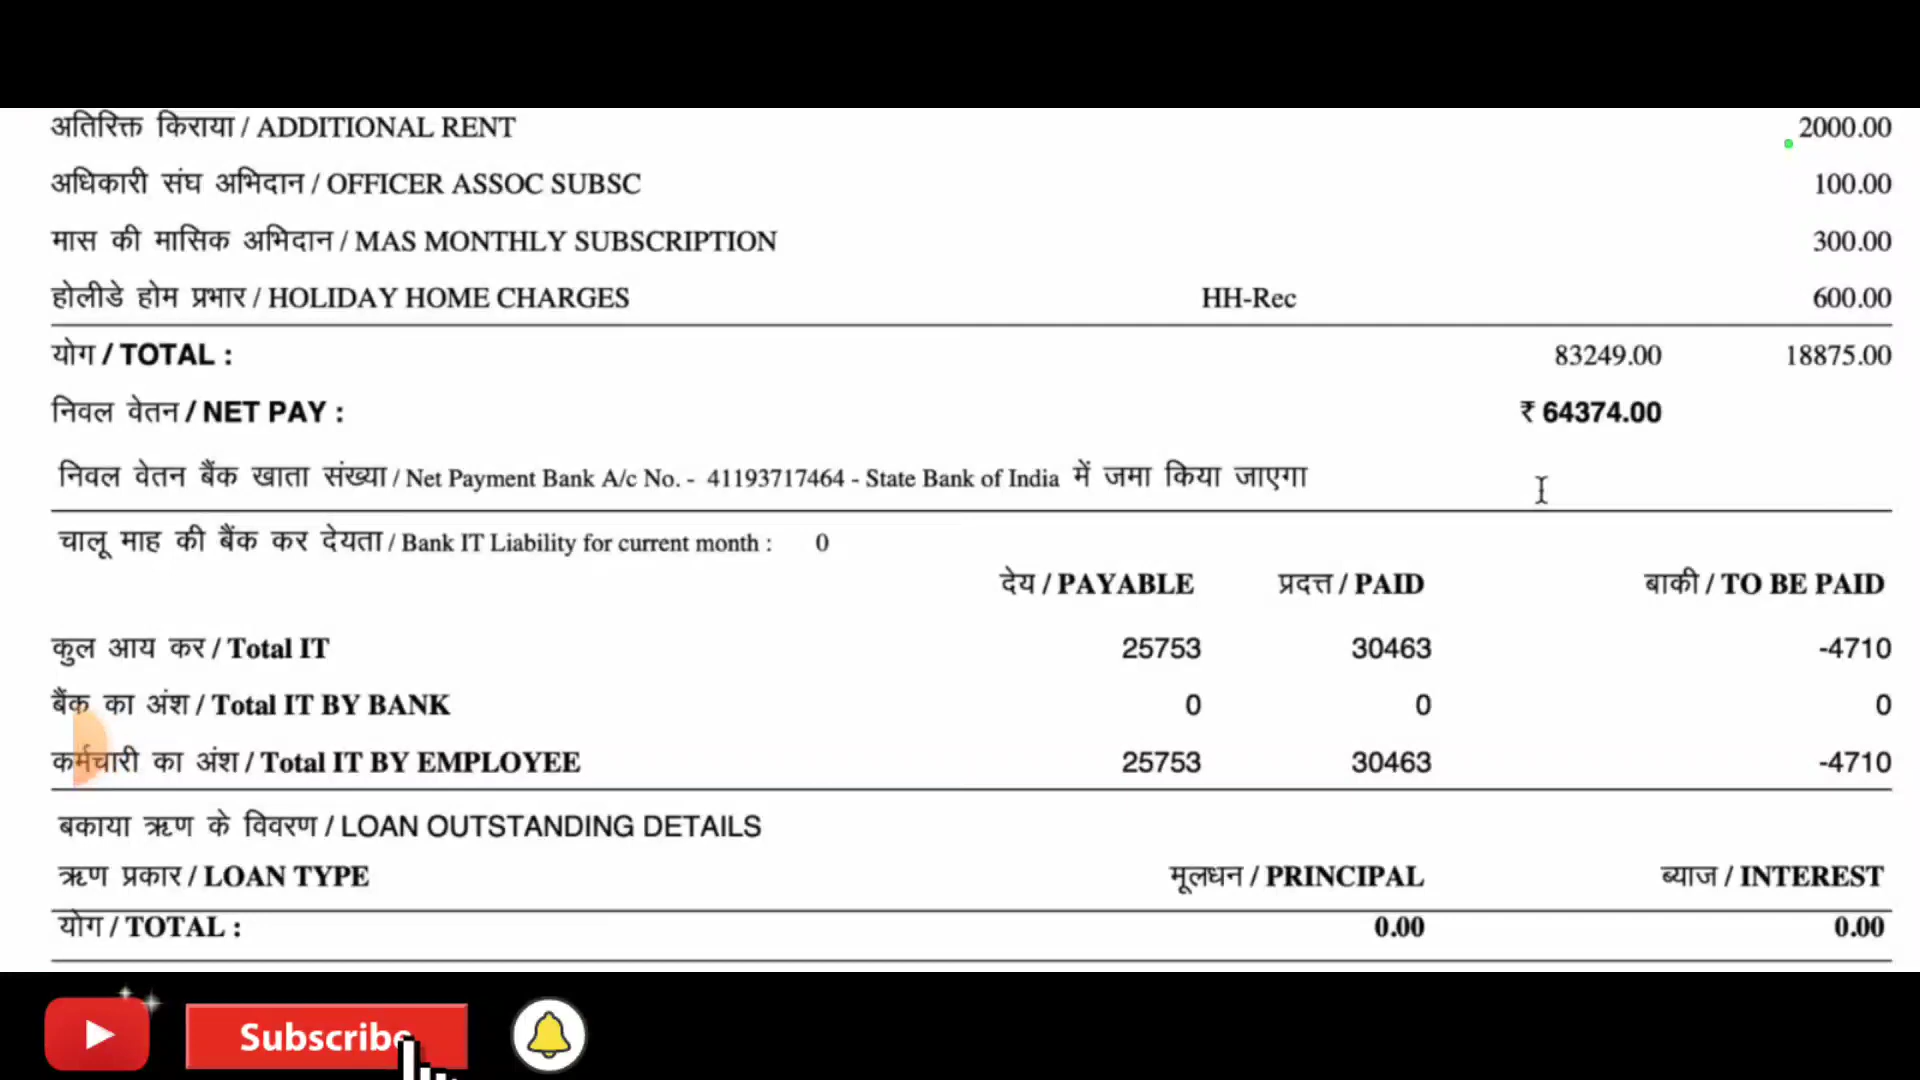 अतिरिक्त किराया / ADDITIONAL RENT 2000.00
अधिकारी संघ अभिदान / OFFICER ASSOC SUBSC 100.00
मास की मासिक अभिदान / MAS MONTHLY SUBSCRIPTION 300.00
होलीडे होम प्रभार / HOLIDAY HOME CHARGES HH-Rec 600.00
योग / TOTAL : 83249.00 18875.00
निवल वेतन / NET PAY : ₹ 64374.00
निवल वेतन बैंक खाता संख्या / Net Payment Bank A/c No. - 41193717464 - State Bank of India में जमा किया जाएगा
चालू माह की बैंक कर देयता / Bank IT Liability for current month : 0
देय / PAYABLE प्रदत्त / PAID बाकी / TO BE PAID
कुल आय कर / Total IT 25753 30463 -4710
बैंक का अंश / Total IT BY BANK 0 0 0
कर्मचारी का अंश / Total IT BY EMPLOYEE 25753 30463 -4710
बकाया ऋण के विवरण / LOAN OUTSTANDING DETAILS
ऋण प्रकार / LOAN TYPE मूलधन / PRINCIPAL ब्याज / INTEREST
योग / TOTAL : 0.00 0.00
Subscribe